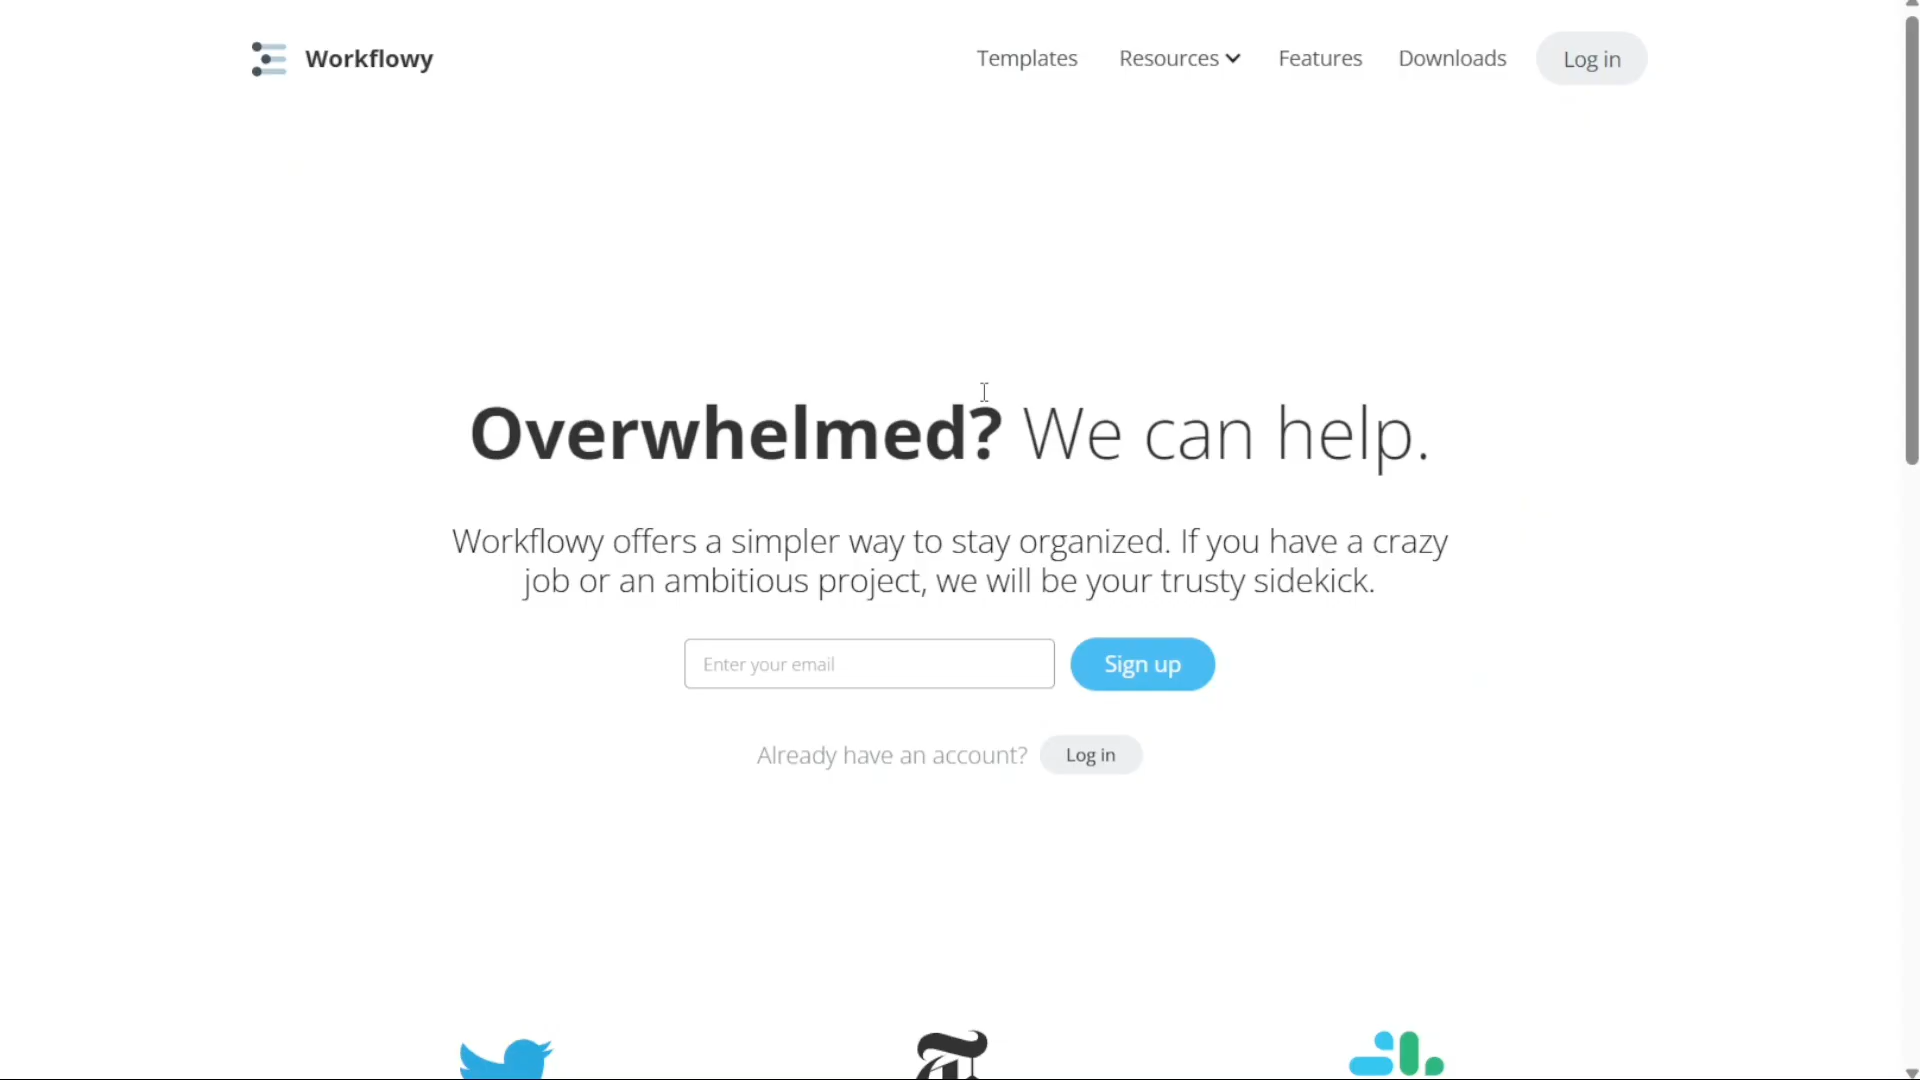 Workflowy
Templates
Resources
Features
Downloads
Log in
Overwhelmed? We can help.
Workflowy offers a simpler way to stay organized. If you have a crazy
job or an ambitious project, we will be your trusty sidekick.
Enter your email
Sign up
Already have an account?
Log in